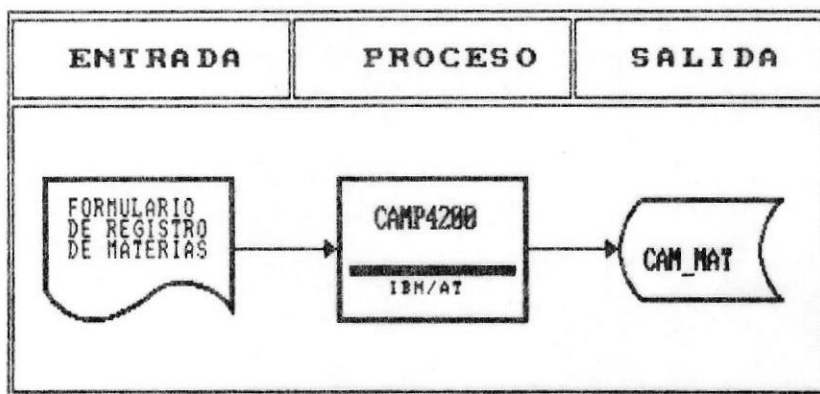 ENTRADA
PROCESO
SALIDA
FORMULARIO
DE REGISTRO
DE MATERIAS
CAMP4200
IBM/AT
CAM_MAT